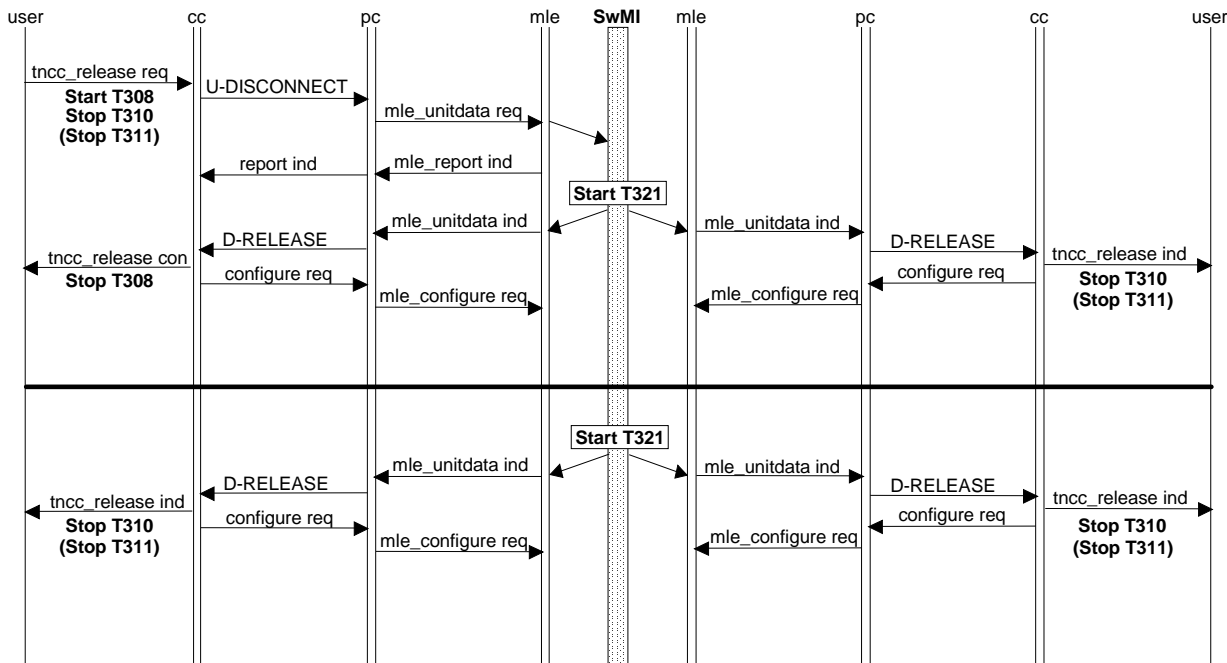 user cc pc mle SwMI mle pc cc user
tncc_release req
U-DISCONNECT
Start T308
Stop T310
(Stop T311)
mle_unitdata req
report ind
mle_report ind
Start T321
mle_unitdata ind
mle_unitdata ind
D-RELEASE
D-RELEASE
tncc_release con
tncc_release ind
Stop T308
configure req
configure req
Stop T310
(Stop T311)
mle_configure req
mle_configure req
Start T321
mle_unitdata ind
mle_unitdata ind
D-RELEASE
D-RELEASE
tncc_release ind
tncc_release ind
Stop T310
(Stop T311)
configure req
configure req
Stop T310
(Stop T311)
mle_configure req
mle_configure req